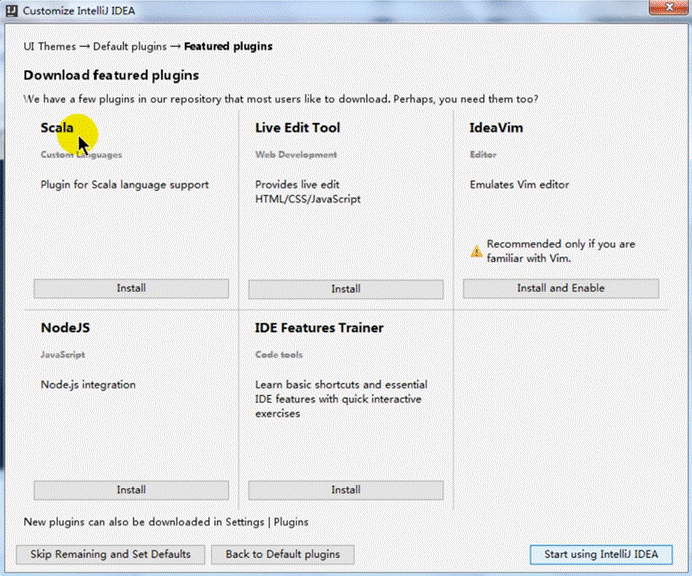 Customize IntelliJ IDEA
UI Themes → Default plugins → Featured plugins
Download featured plugins
We have a few plugins in our repository that most users like to download. Perhaps, you need them too?
Scala
Custom Languages
Plugin for Scala language support
Install
Live Edit Tool
Web Development
Provides live edit
HTML/CSS/JavaScript
Install
IdeaVim
Editor
Emulates Vim editor
Recommended only if you are
familiar with Vim.
Install and Enable
NodeJS
JavaScript
Node.js integration
Install
IDE Features Trainer
Code tools
Learn basic shortcuts and essential
IDE features with quick interactive
exercises
Install
New plugins can also be downloaded in Settings | Plugins
Skip Remaining and Set Defaults
Back to Default plugins
Start using IntelliJ IDEA